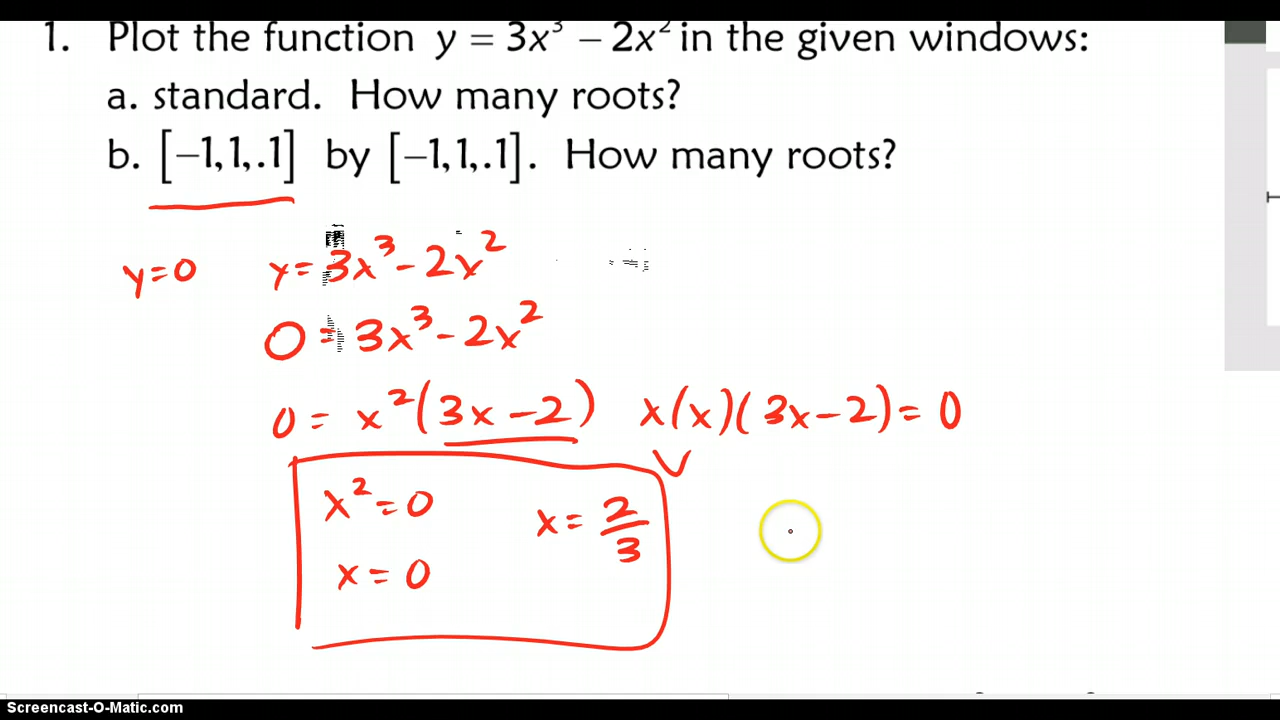 1. Plot the function y = 3x³ – 2x² in the given windows:
a. standard. How many roots?
b. [–1,1,.1] by [–1,1,.1]. How many roots?
y=0 y=3x³-2x²
0=3x³-2x²
0=x²(3x-2) x(x)(3x-2)=0
x²=0 x=2/3
x=0
Screencast-O-Matic.com